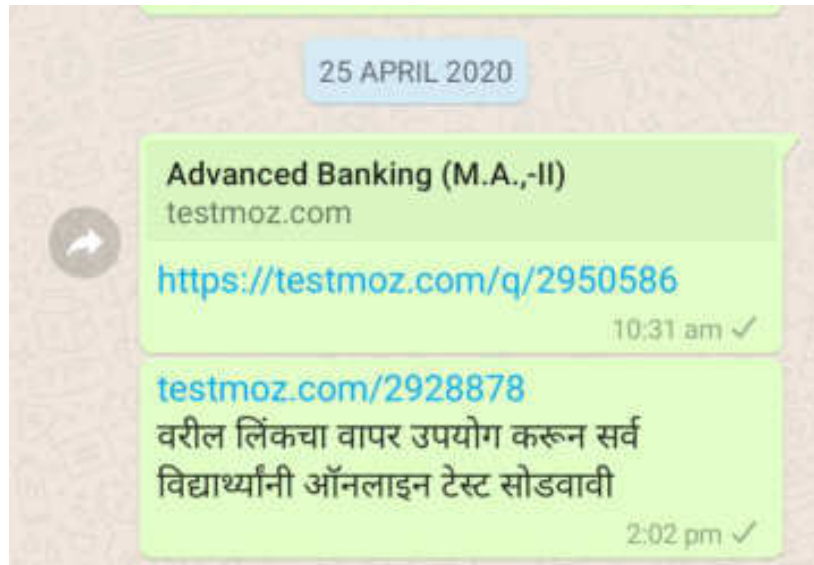 25 APRIL 2020
Advanced Banking (M.A.,-II)
testmoz.com
https://testmoz.com/q/2950586
10:31 am
testmoz.com/2928878
वरील लिंकचा वापर उपयोग करून सर्व
विद्यार्थ्यांनी ऑनलाइन टेस्ट सोडवावी
2:02 pm